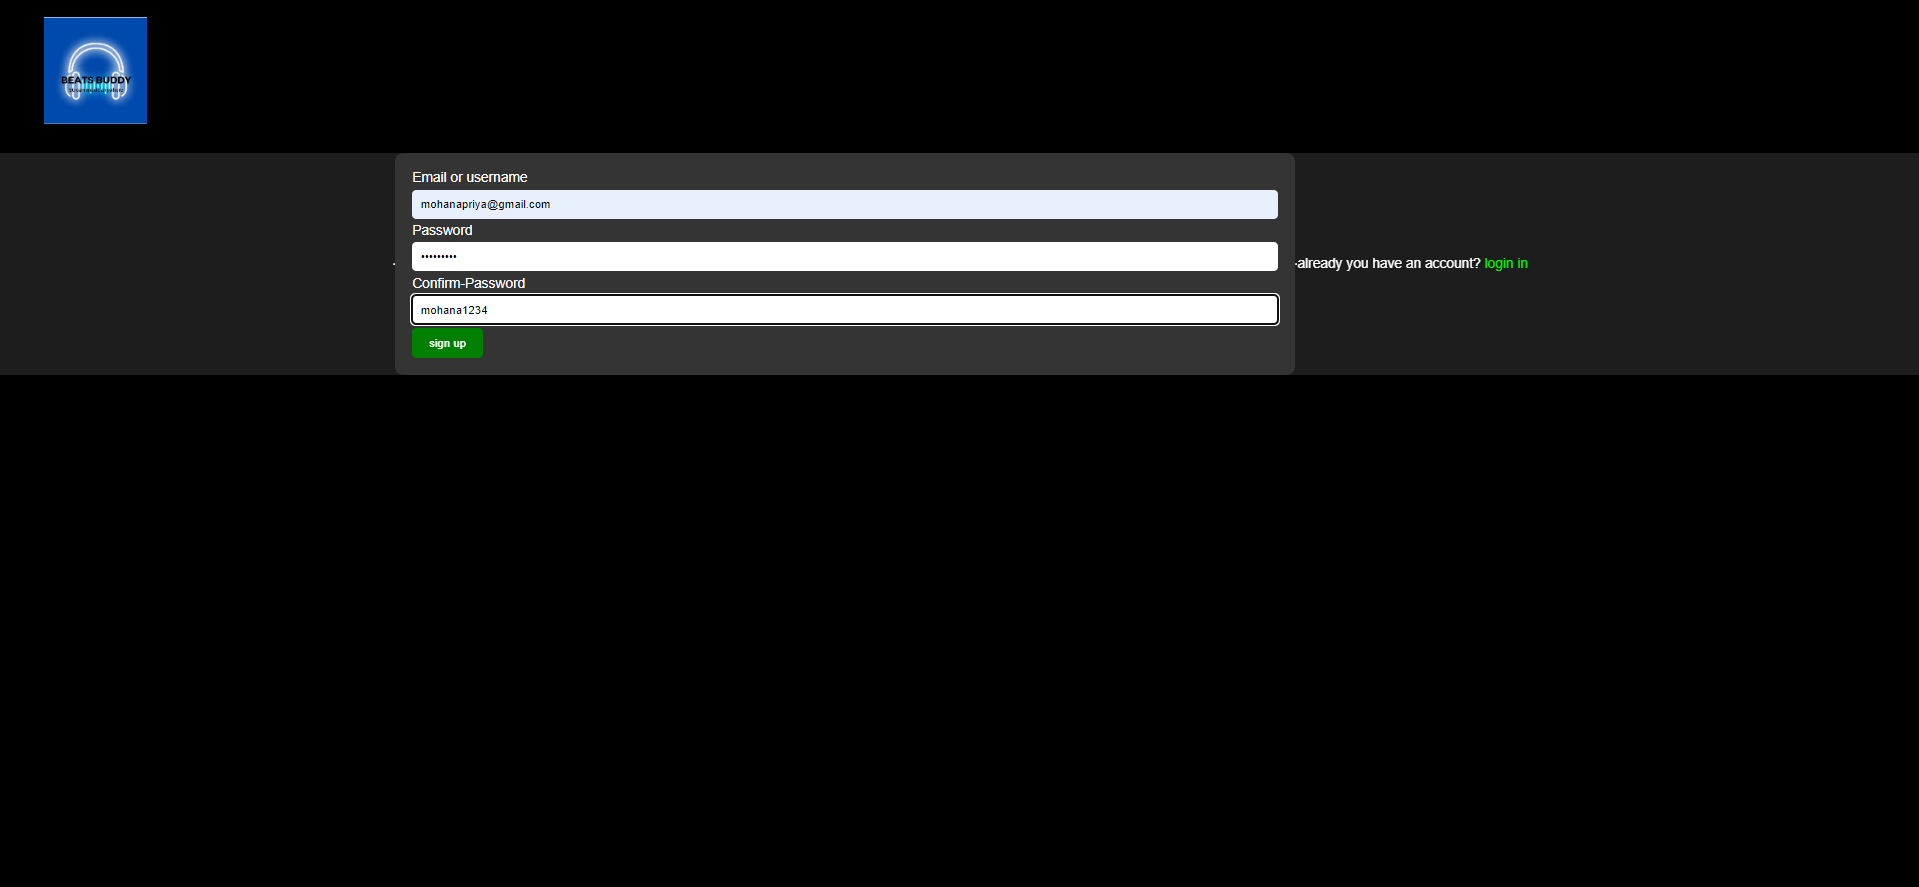 BEATS BUDDY
Email or username
mohanapriya@gmail.com
Password
•••••••••
-already you have an account? login in
Confirm-Password
mohana1234
sign up